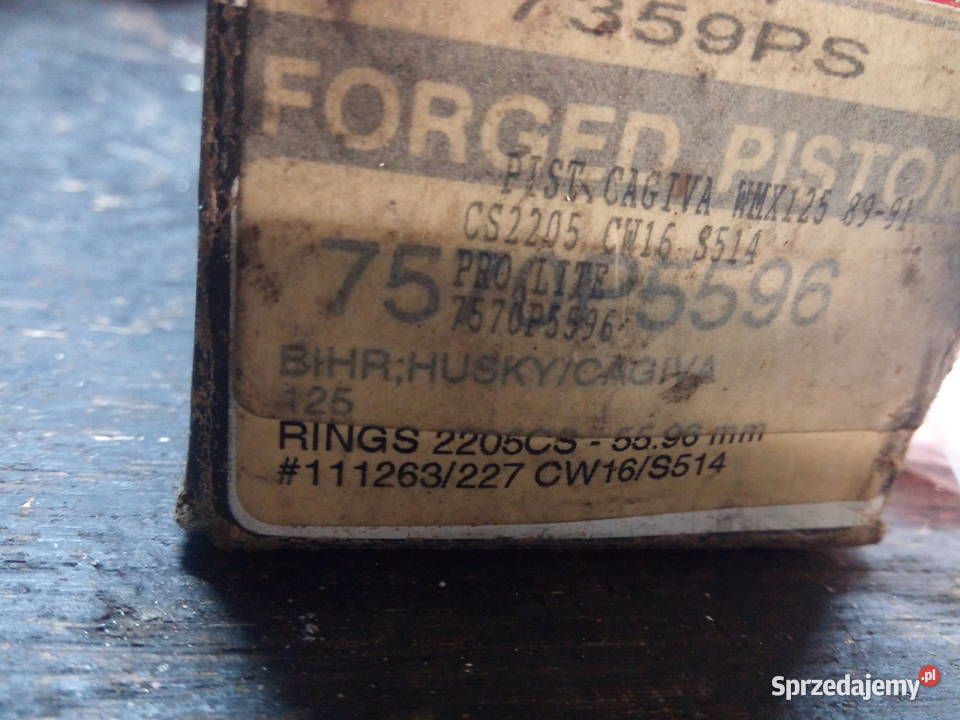 7359PS
FORGED PISTON
PIST. CAGIVA WMX125 89-91
CS2205 CW16 S514
PRO LITE
7570P5596
7570P5596
BIHR;HUSKY/CAGIVA
125
RINGS 2205CS - 55.96 mm
#111263/227 CW16/S514
Sprzedajemy.pl